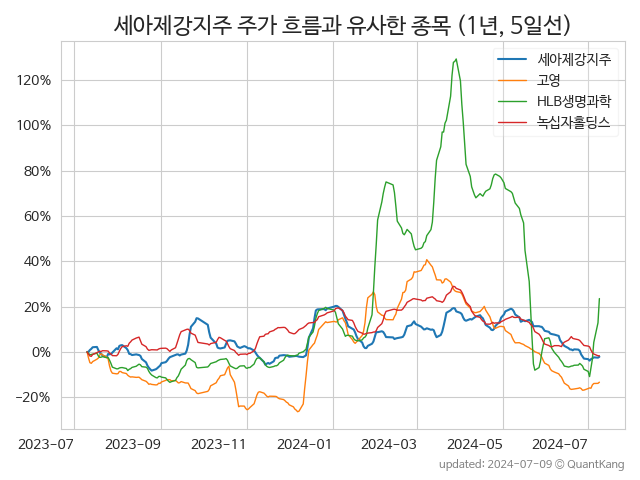 세아제강지주 주가 흐름과 유사한 종목 (1년, 5일선)
세아제강지주
고영
HLB생명과학
녹십자홀딩스
120%
100%
80%
60%
40%
20%
0%
−20%
2023-07 2023-09 2023-11 2024-01 2024-03 2024-05 2024-07
updated: 2024-07-09 © QuantKang